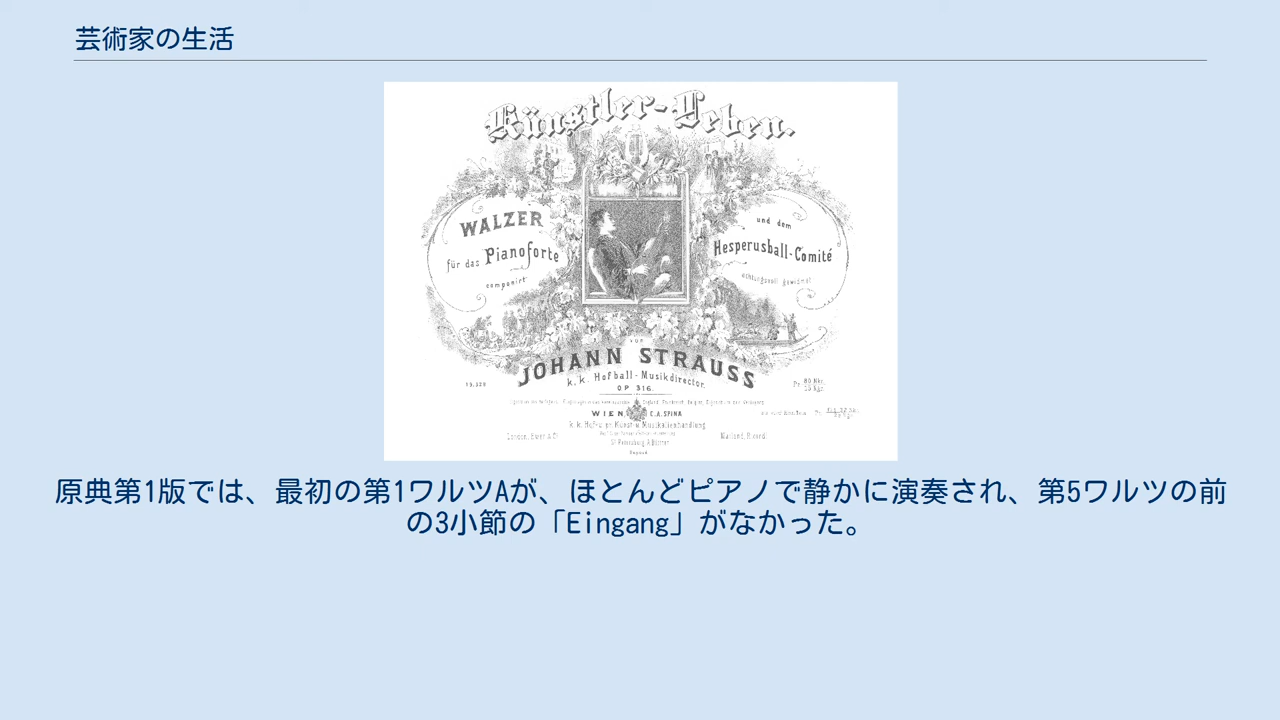 芸術家の生活
Künstler-Leben.
WALZER
für das Pianoforte
componirt
und dem
Hesperusball-Comité
achtungsvoll gewidmet
VON
JOHANN STRAUSS
k. k. Hofball-Musikdirector.
OP 316.
WIEN, C.A. SPINA
k. k. Hof- u. pr. Kunst- u. Musikalienhandlung
原典第1版では、最初の第1ワルツAが、ほとんどピアノで静かに演奏され、第5ワルツの前
の3小節の「Eingang」がなかった。